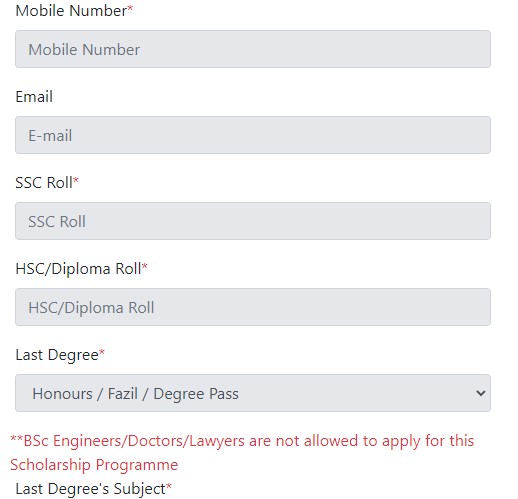 Mobile Number*
Mobile Number
Email
E-mail
SSC Roll*
SSC Roll
HSC/Diploma Roll*
HSC/Diploma Roll
Last Degree*
Honours / Fazil / Degree Pass
**BSc Engineers/Doctors/Lawyers are not allowed to apply for this
Scholarship Programme
Last Degree's Subject*